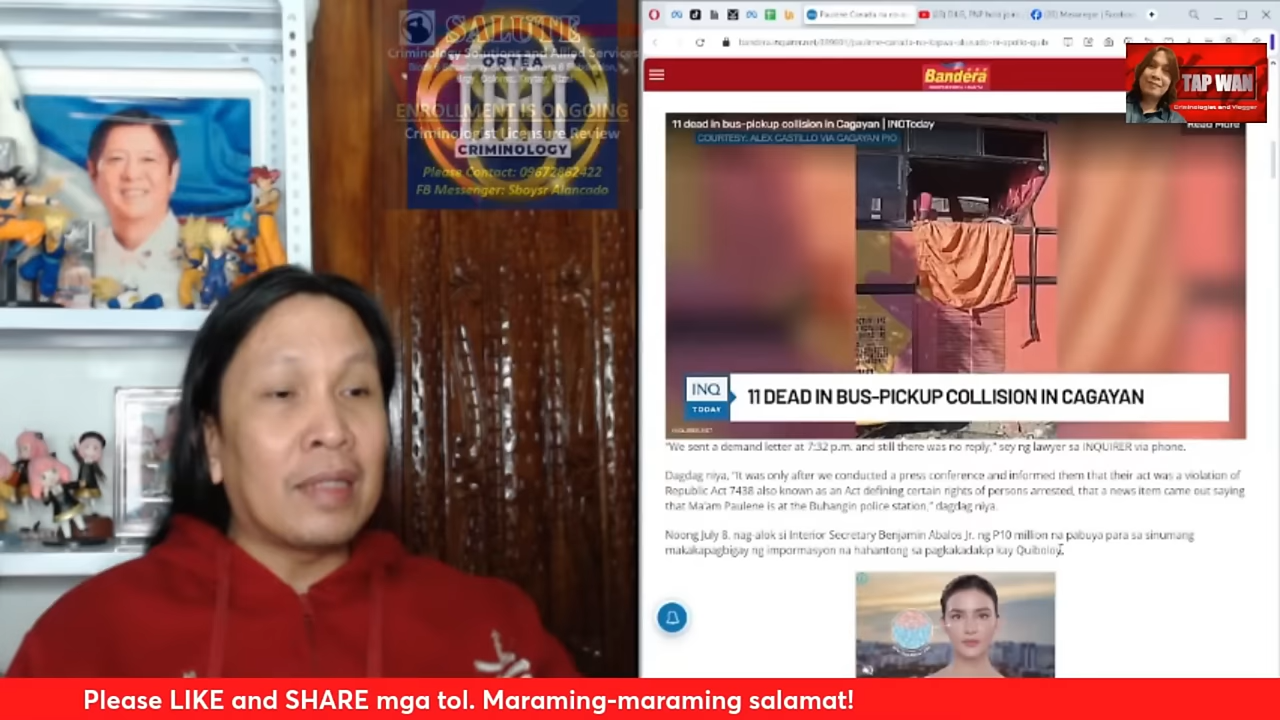 SALUTE
Criminology Solutions and Allied Services
ORTEA
ENROLLMENT IS ONGOING
Criminologist Licensure Review
CRIMINOLOGY
Please Contact: 09672862422
FB Messenger: Sboysr Alancado
Pauline Canada na
Messenger | Facebook
Bandera
TAP WAN
Criminologist and Vlogger
11 dead in bus-pickup collision in Cagayan | INQToday
Read More
COURTESY: ALEX CASTILLO VIA CAGAYAN PIO
INQ
TODAY
11 DEAD IN BUS-PICKUP COLLISION IN CAGAYAN
"We sent a demand letter at 7:32 p.m. and still there was no reply," sey ng lawyer sa INQUIRER via phone.
Dagdag niya, "It was only after we conducted a press conference and informed them that their act was a violation of
Republic Act 7438 also known as an Act defining certain rights of persons arrested, that a news item came out saying
that Ma'am Paulene is at the Buhangin police station," dagdag niya.
Noong July 8, nag-alok si Interior Secretary Benjamin Abalos Jr. ng P10 million na pabuya para sa sinumang
makakapagbigay ng impormasyon na hahantong sa pagkakadakip kay Quiboloy.
Please LIKE and SHARE mga tol. Maraming-maraming salamat!